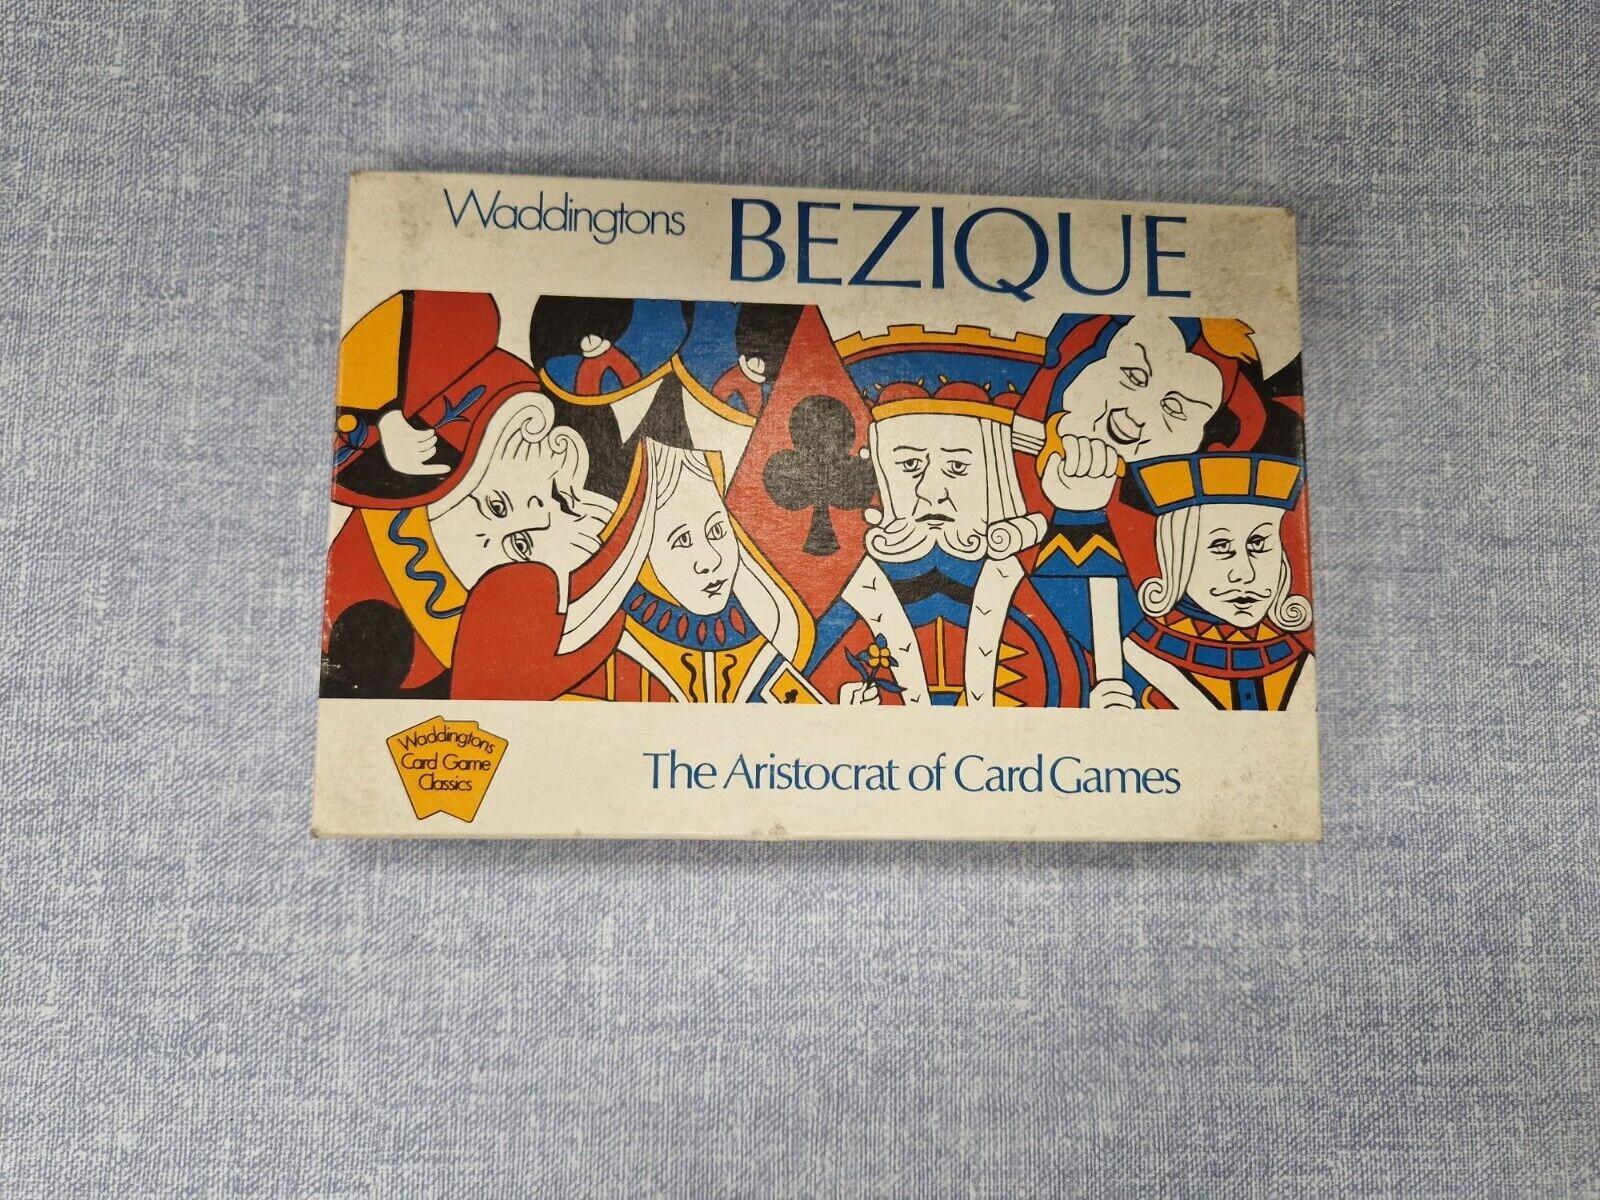 Waddingtons BEZIQUE
Waddingtons
Card Game
Classics
The Aristocrat of Card Games